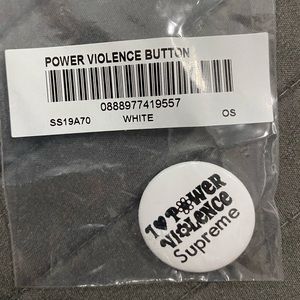 POWER VIOLENCE BUTTON
0888977419557
SS19A70 WHITE OS
I♥POWER
VIOLENCE
Supreme